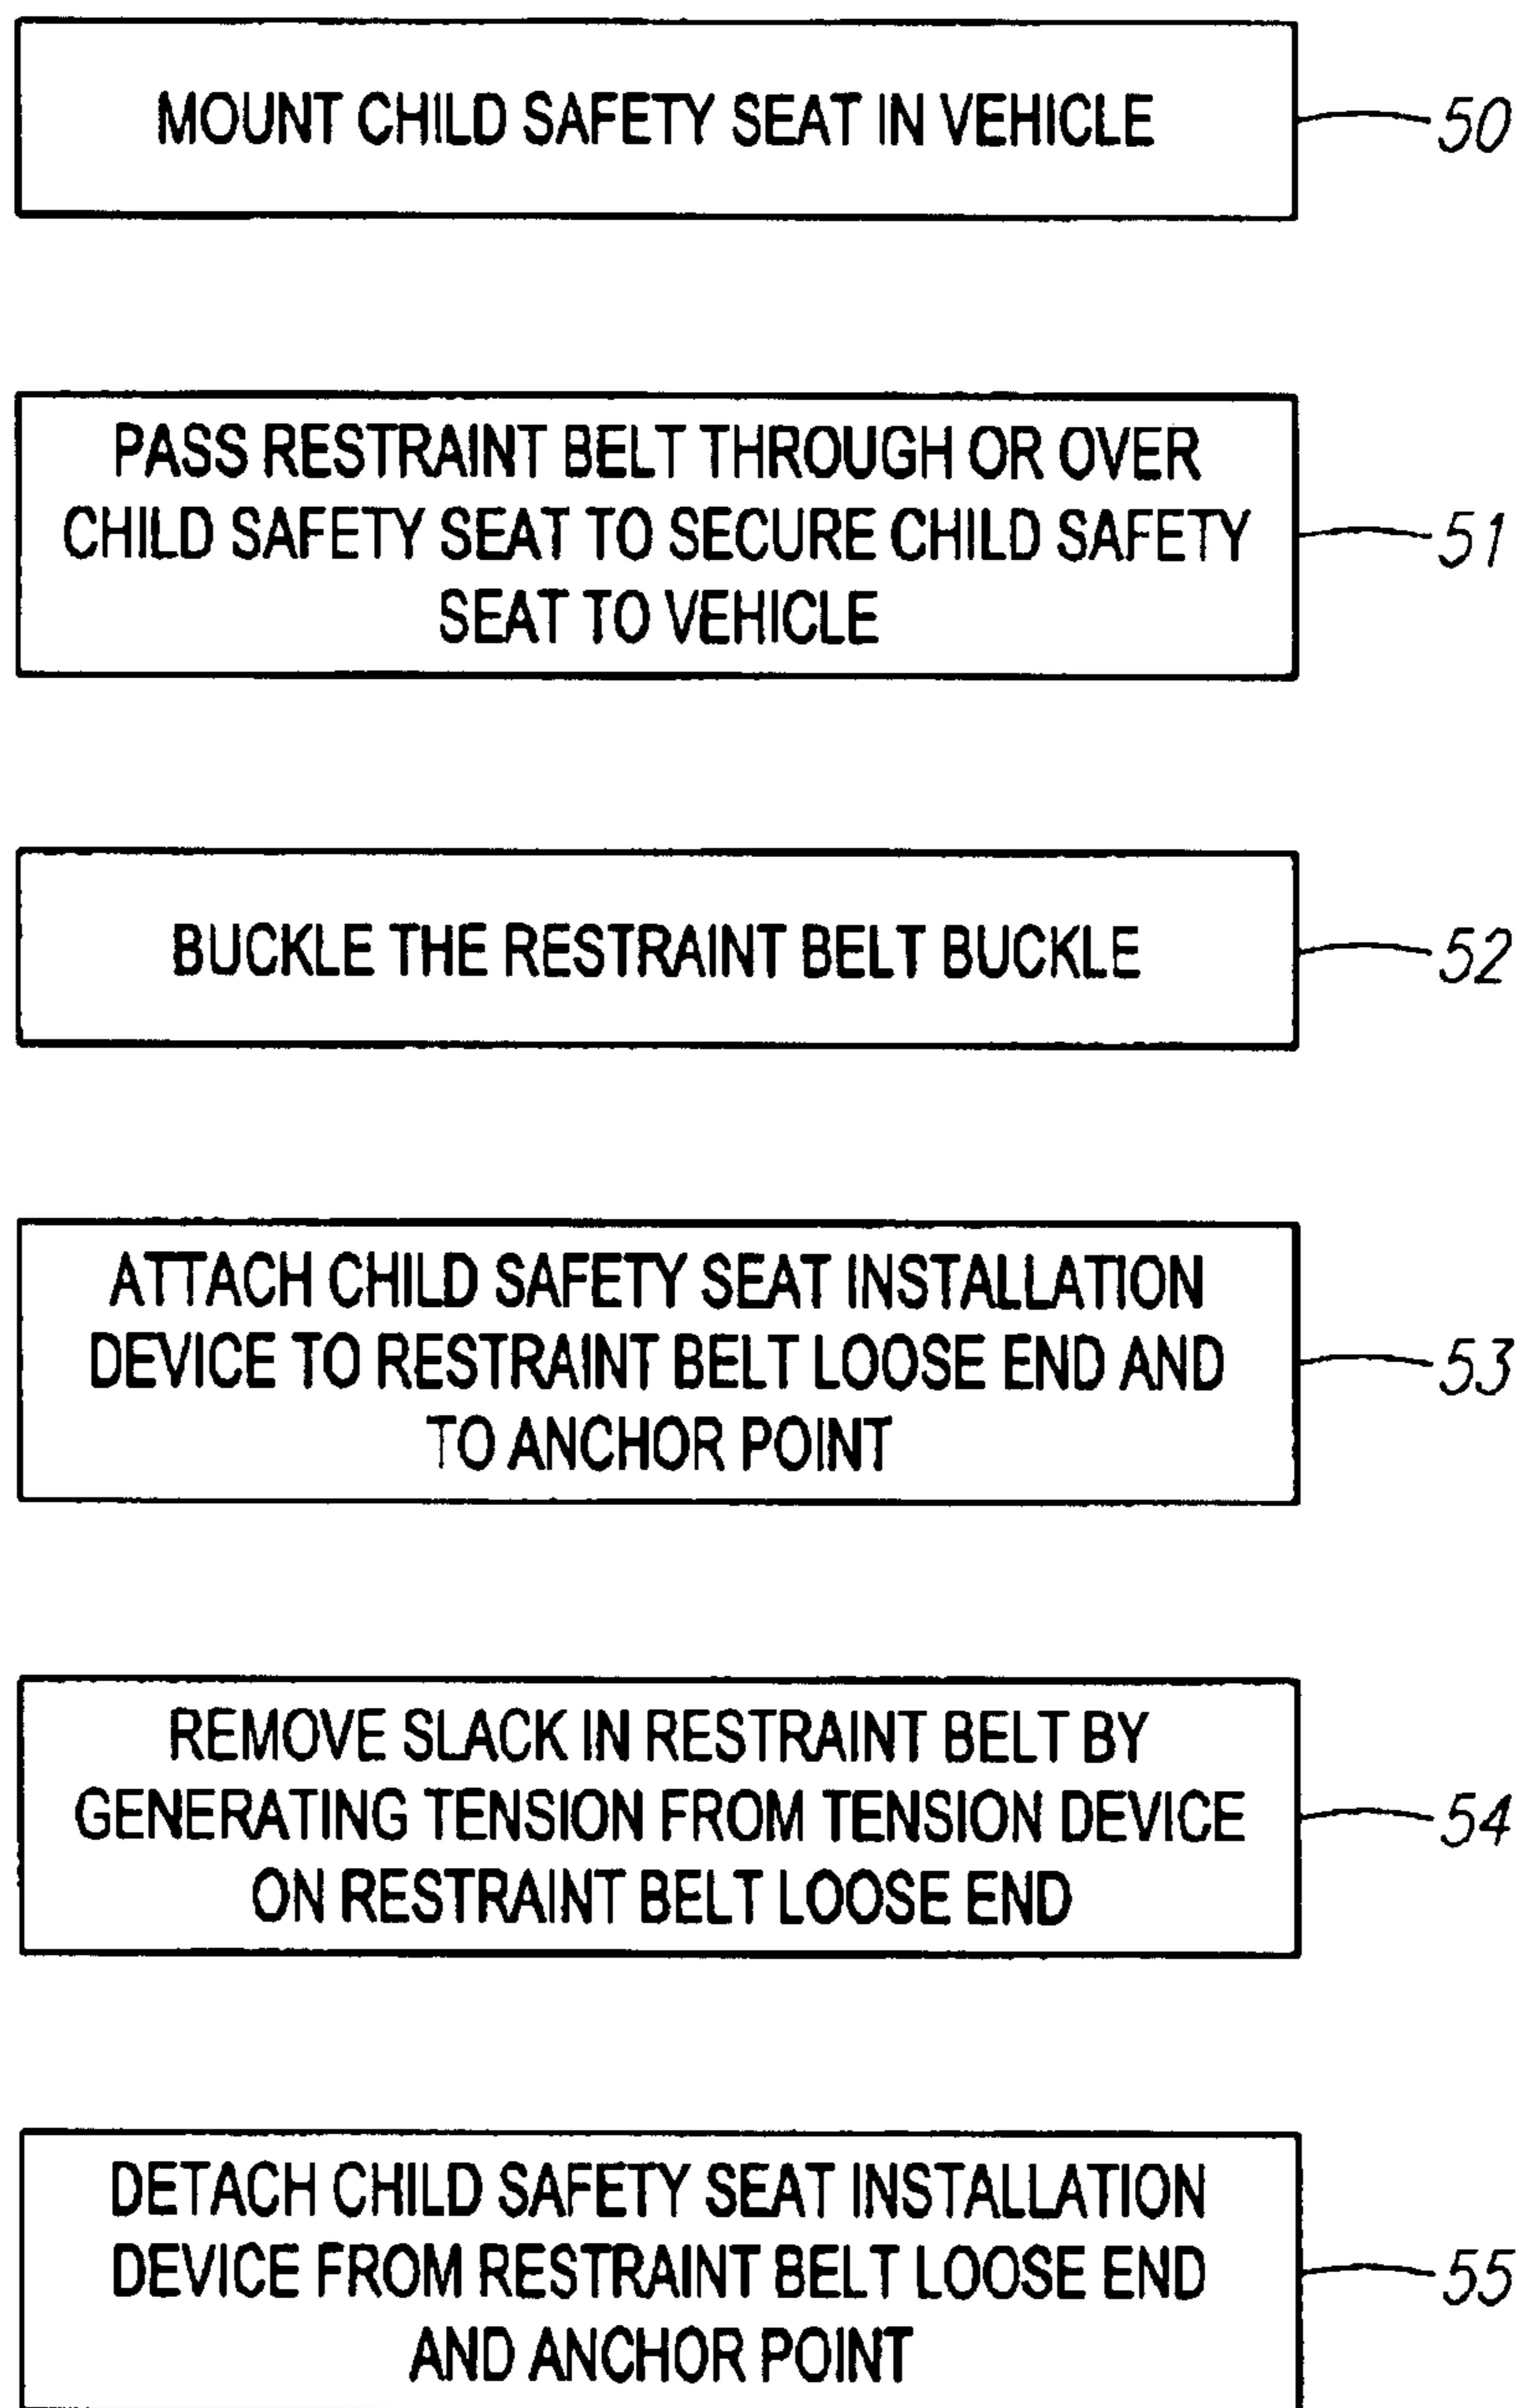 MOUNT CHILD SAFETY SEAT IN VEHICLE
50
PASS RESTRAINT BELT THROUGH OR OVER
CHILD SAFETY SEAT TO SECURE CHILD SAFETY
SEAT TO VEHICLE
51
BUCKLE THE RESTRAINT BELT BUCKLE
52
ATTACH CHILD SAFETY SEAT INSTALLATION
DEVICE TO RESTRAINT BELT LOOSE END AND
TO ANCHOR POINT
53
REMOVE SLACK IN RESTRAINT BELT BY
GENERATING TENSION FROM TENSION DEVICE
ON RESTRAINT BELT LOOSE END
54
DETACH CHILD SAFETY SEAT INSTALLATION
DEVICE FROM RESTRAINT BELT LOOSE END
AND ANCHOR POINT
55